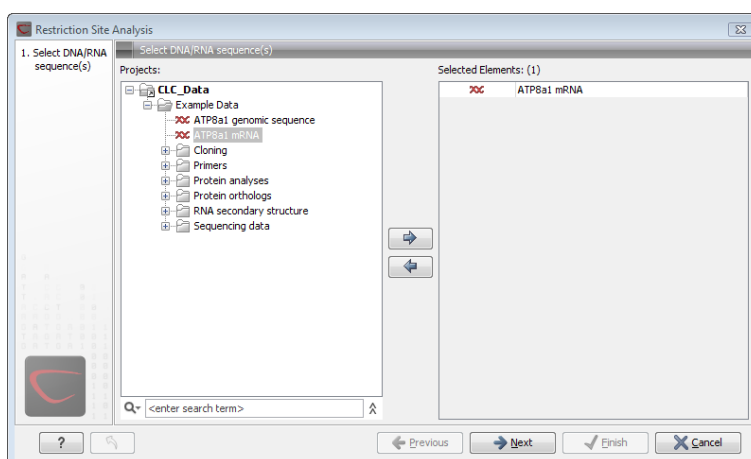 Restriction Site Analysis
1. Select DNA/RNA
sequence(s)
Select DNA/RNA sequence(s)
Projects:
CLC_Data
Example Data
ATP8a1 genomic sequence
ATP8a1 mRNA
Cloning
Primers
Protein analyses
Protein orthologs
RNA secondary structure
Sequencing data
<enter search term>
Selected Elements: (1)
ATP8a1 mRNA
?
Previous
Next
Finish
Cancel